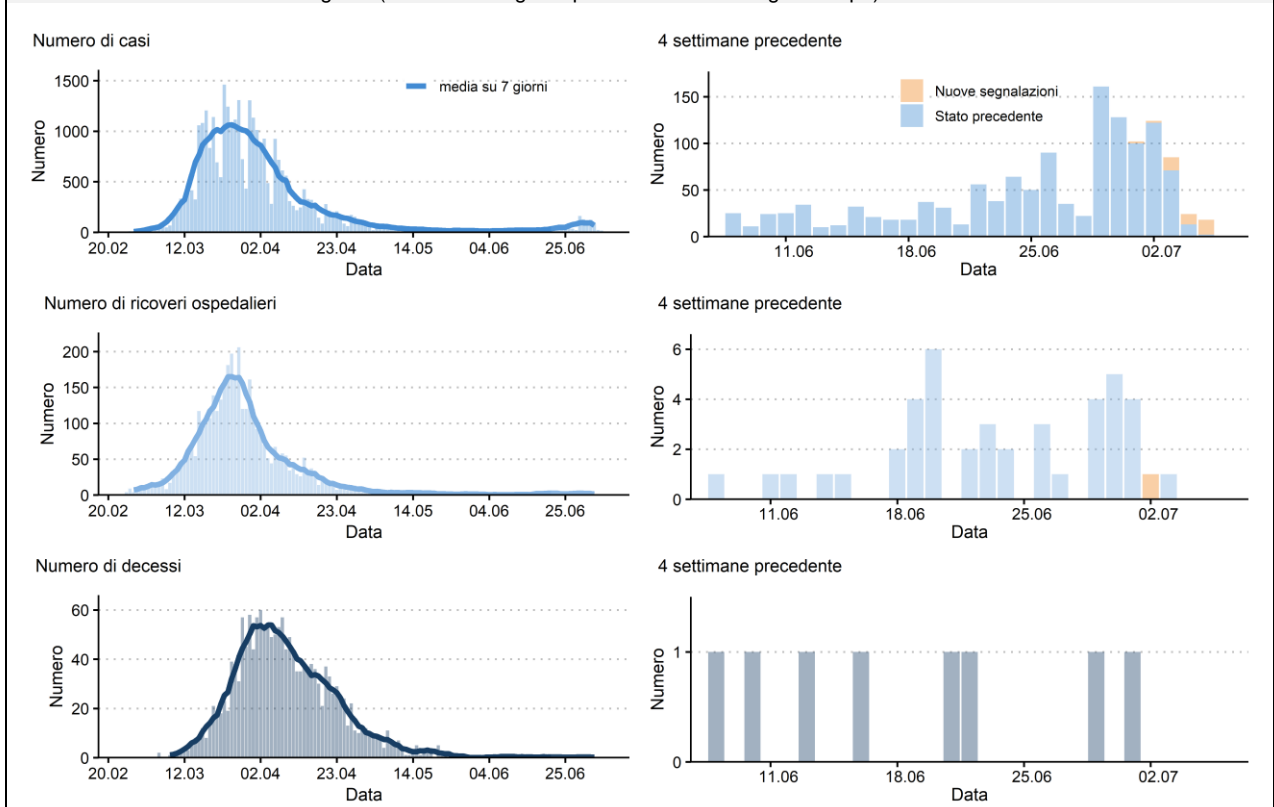 Numero di casi
1500
1000
500
0
Numero
media su 7 giorni
20.02 12.03 02.04 23.04 14.05 04.06 25.06
Data
4 settimane precedente
150
100
50
0
Numero
Nuove segnalazioni
Stato precedente
11.06 18.06 25.06 02.07
Data
Numero di ricoveri ospedalieri
200
150
100
50
0
Numero
20.02 12.03 02.04 23.04 14.05 04.06 25.06
Data
4 settimane precedente
6
4
2
0
Numero
11.06 18.06 25.06 02.07
Data
Numero di decessi
60
40
20
0
Numero
20.02 12.03 02.04 23.04 14.05 04.06 25.06
Data
4 settimane precedente
1
0
Numero
11.06 18.06 25.06 02.07
Data